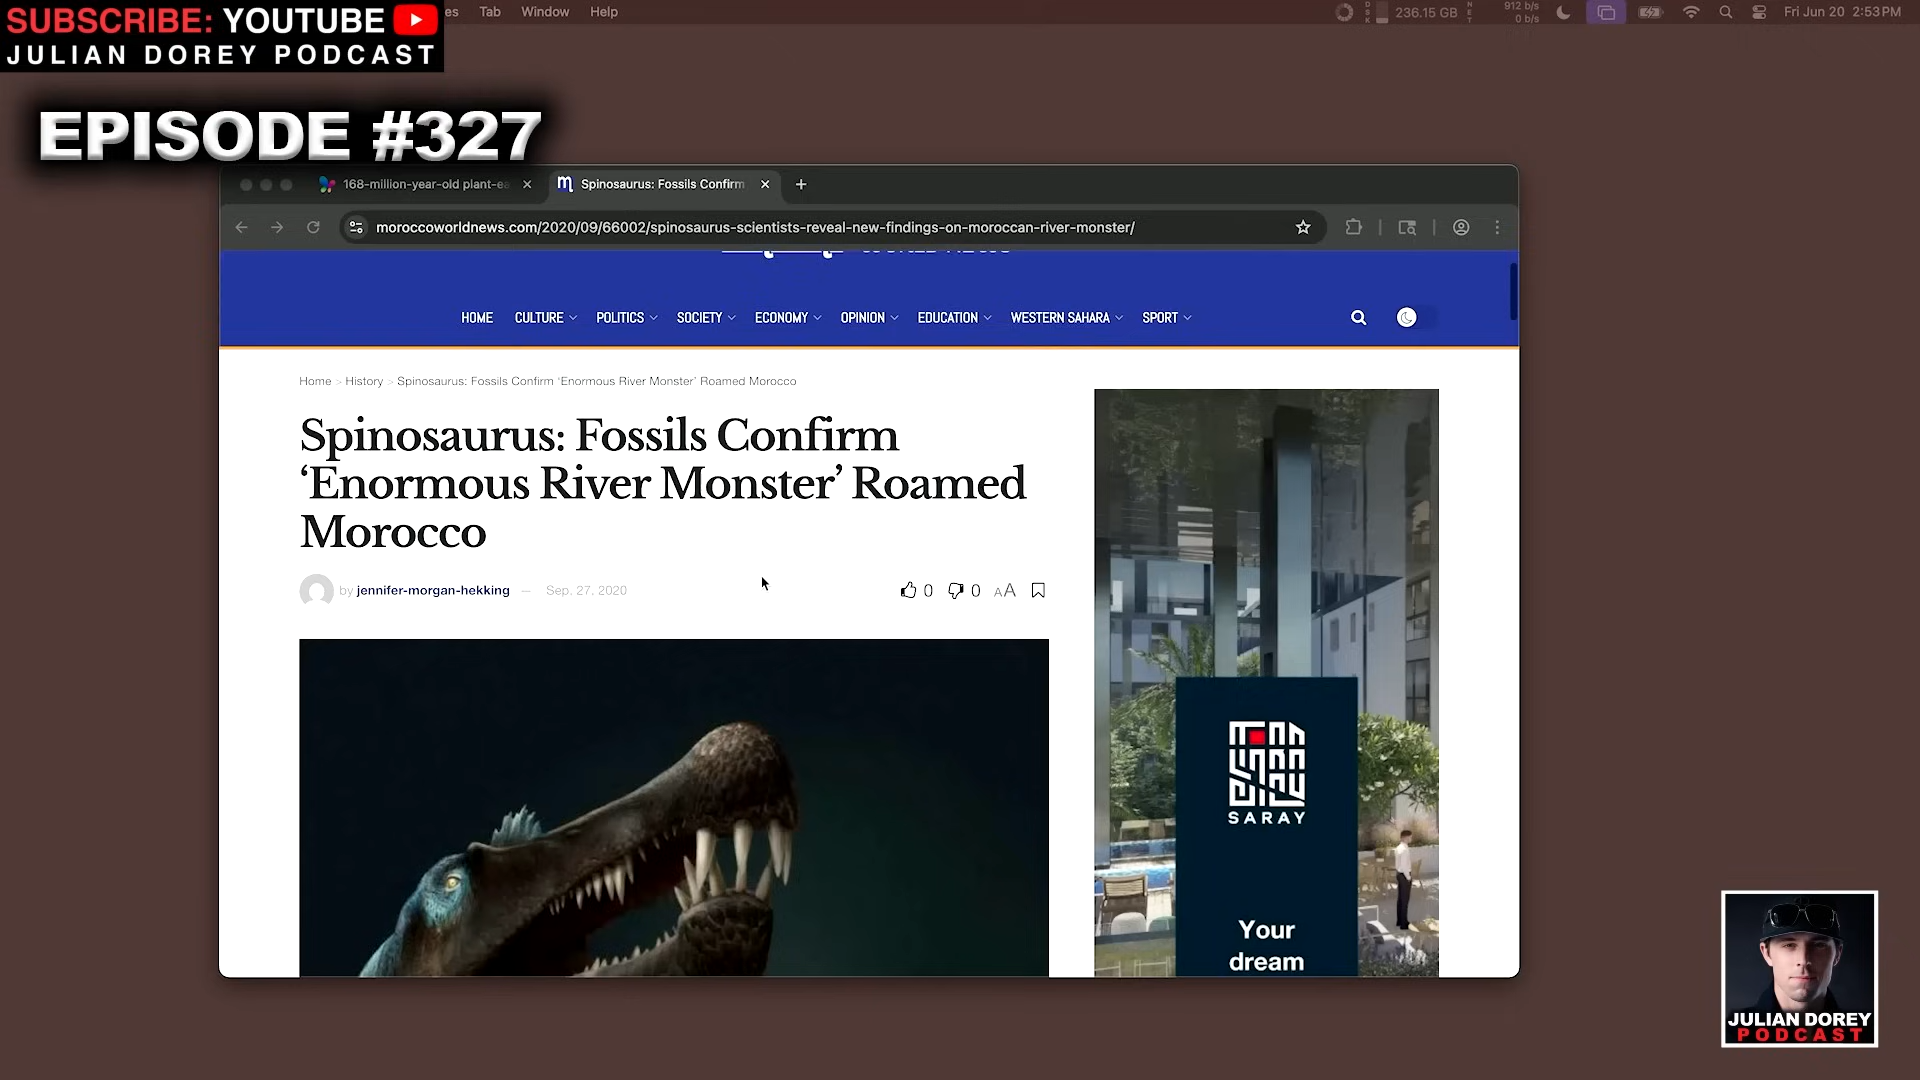 SUBSCRIBE: YOUTUBE
JULIAN DOREY PODCAST
EPISODE #327
es Tab Window Help
236.15 GB 912 b/s 0 b/s Fri Jun 20 2:53 PM
168-million-year-old plant-ea
Spinosaurus: Fossils Confirm
moroccoworldnews.com/2020/09/66002/spinosaurus-scientists-reveal-new-findings-on-moroccan-river-monster/
HOME CULTURE POLITICS SOCIETY ECONOMY OPINION EDUCATION WESTERN SAHARA SPORT
Home > History > Spinosaurus: Fossils Confirm ‘Enormous River Monster’ Roamed Morocco
Spinosaurus: Fossils Confirm
‘Enormous River Monster’ Roamed
Morocco
by jennifer-morgan-hekking — Sep. 27, 2020
0 0 AA
SARAY
Your
dream
JULIAN DOREY
PODCAST